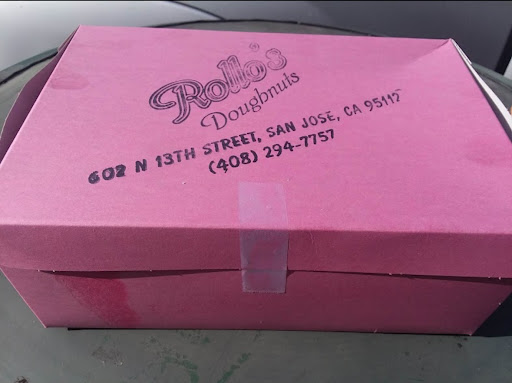 Rollo's®
Doughnuts
602 N 13TH STREET, SAN JOSE, CA 95112
(408) 294-7757